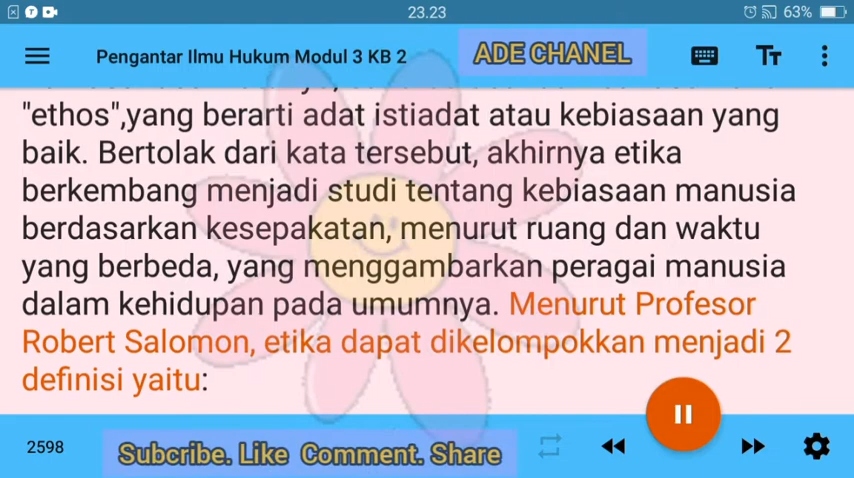 23.23
63%
Pengantar Ilmu Hukum Modul 3 KB 2
ADE CHANEL
"ethos",yang berarti adat istiadat atau kebiasaan yang
baik. Bertolak dari kata tersebut, akhirnya etika
berkembang menjadi studi tentang kebiasaan manusia
berdasarkan kesepakatan, menurut ruang dan waktu
yang berbeda, yang menggambarkan peragai manusia
dalam kehidupan pada umumnya. Menurut Profesor
Robert Salomon, etika dapat dikelompokkan menjadi 2
definisi yaitu:
2598
Subcribe. Like Comment. Share